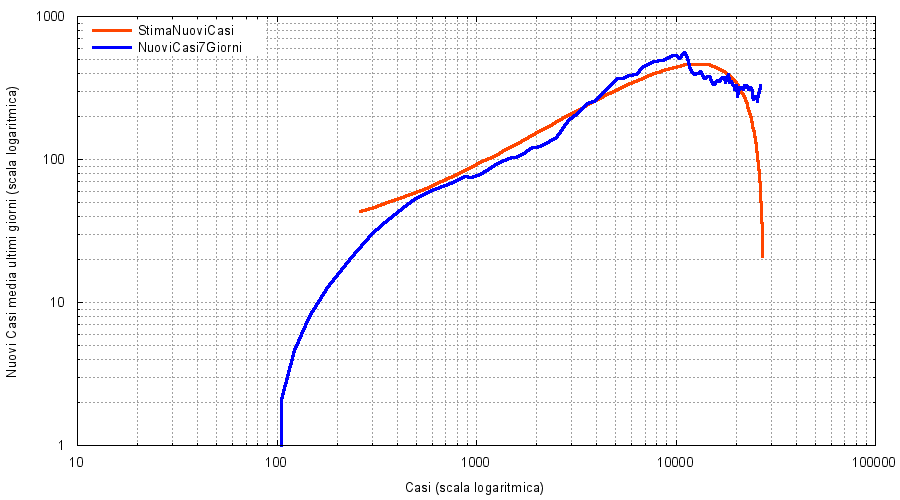 1000
StimaNuoviCasi
NuoviCasi7Giorni
100
10
1
10
100
1000
10000
100000
Nuovi Casi media ultimi giorni (scala logaritmica)
Casi (scala logaritmica)